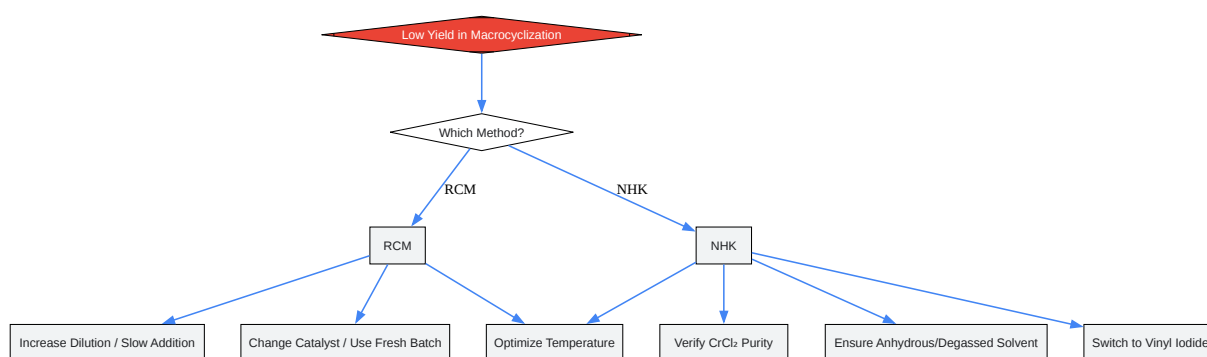 Low Yield in Macrocyclization
Which Method?
RCM
NHK
RCM
NHK
Increase Dilution / Slow Addition
Change Catalyst / Use Fresh Batch
Optimize Temperature
Verify CrCl₂ Purity
Ensure Anhydrous/Degassed Solvent
Switch to Vinyl Iodide